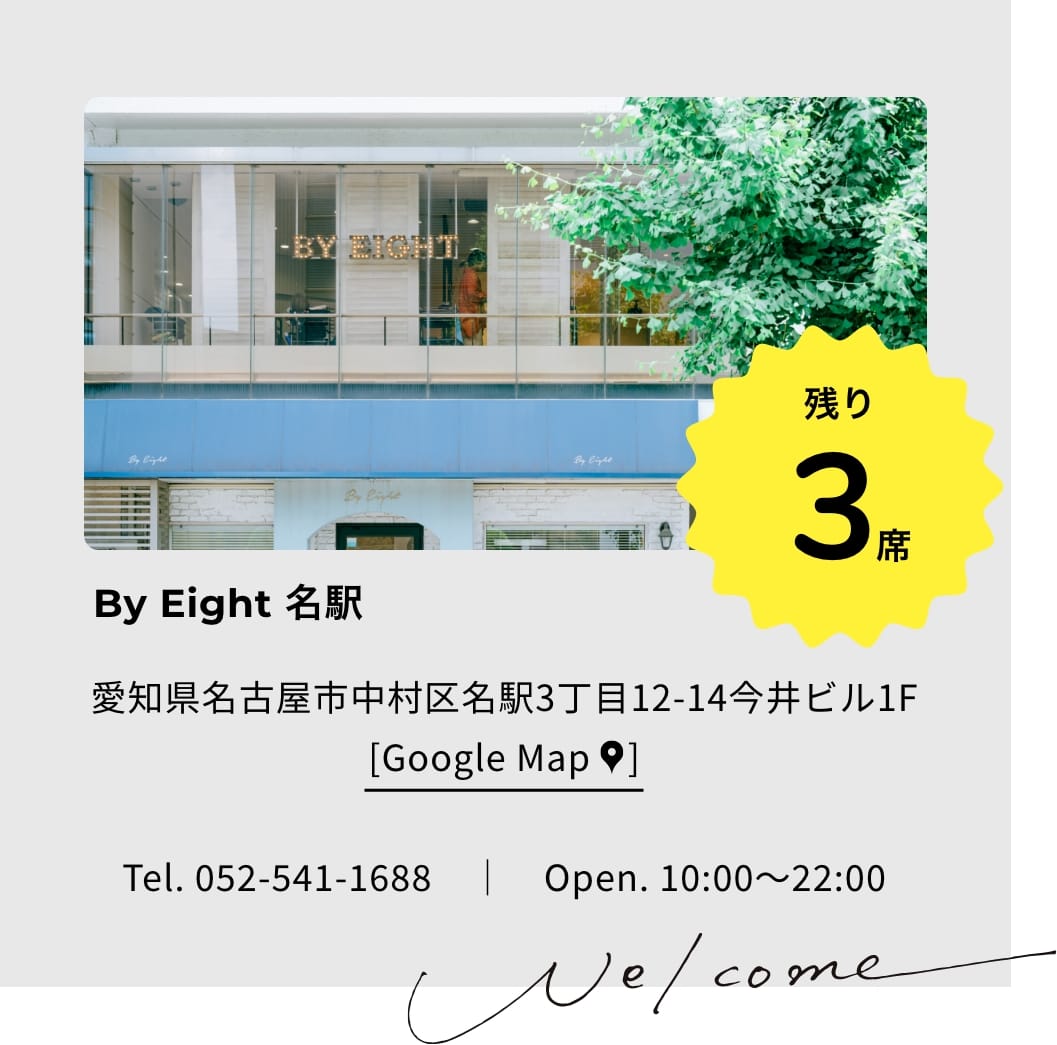 BY EIGHT
By Eight
By Eight
By Eight
残り
3席
By Eight 名駅
愛知県名古屋市中村区名駅3丁目12-14今井ビル1F
[Google Map]
Tel. 052-541-1688 ｜ Open. 10:00～22:00
Welcome